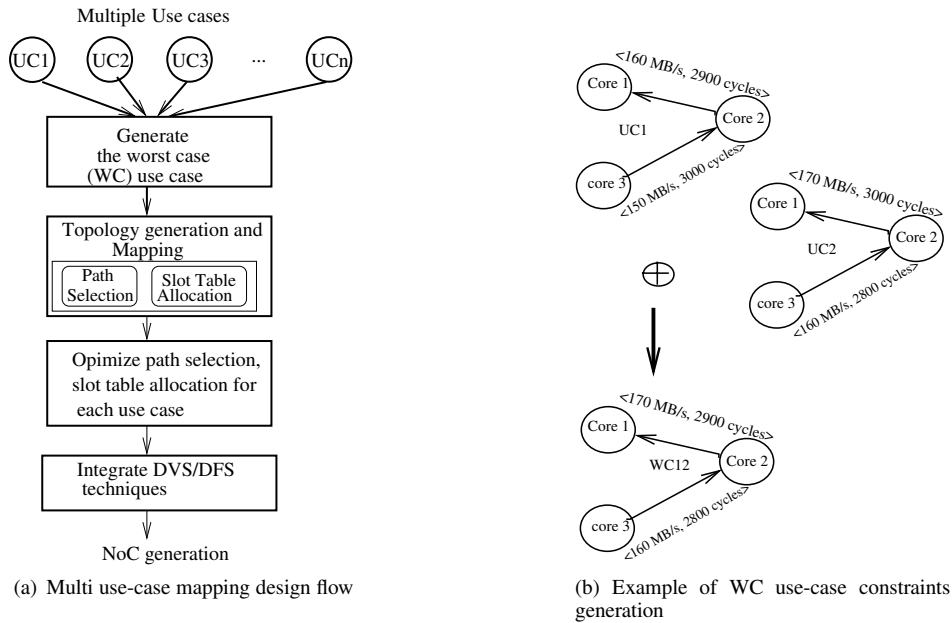 Multiple Use cases
UC1 UC2 UC3 ... UCn
Generate
the worst case
(WC) use case
Topology generation and
Mapping
Path
Selection
Slot Table
Allocation
Opimize path selection,
slot table allocation for
each use case
Integrate DVS/DFS
techniques
NoC generation
(a) Multi use-case mapping design flow
<160 MB/s, 2900 cycles>
Core 1
Core 2
UC1
core 3
<150 MB/s, 3000 cycles>
<170 MB/s, 3000 cycles>
Core 1
Core 2
UC2
core 3
<160 MB/s, 2800 cycles>
<170 MB/s, 2900 cycles>
Core 1
Core 2
WC12
core 3
<160 MB/s, 2800 cycles>
(b) Example of WC use-case constraints
generation